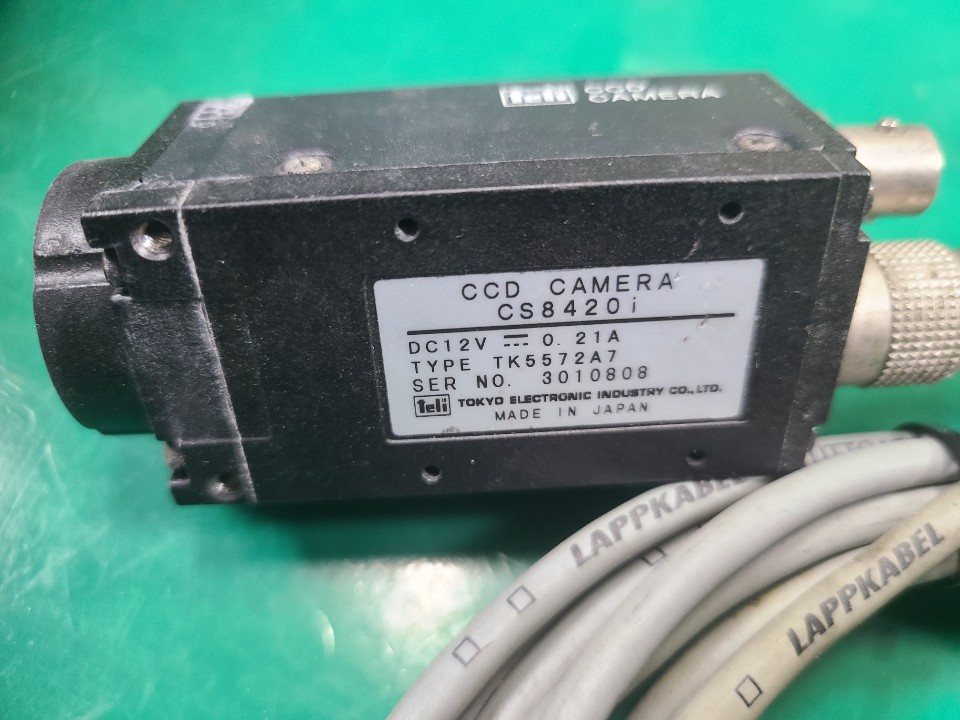 teli CCD
CAMERA
CCD CAMERA
CS8420i
DC12V ⎓ 0.21A
TYPE TK5572A7
SER NO. 3010808
teli TOKYO ELECTRONIC INDUSTRY CO., LTD.
MADE IN JAPAN
LAPPKABEL
LAPPKABEL